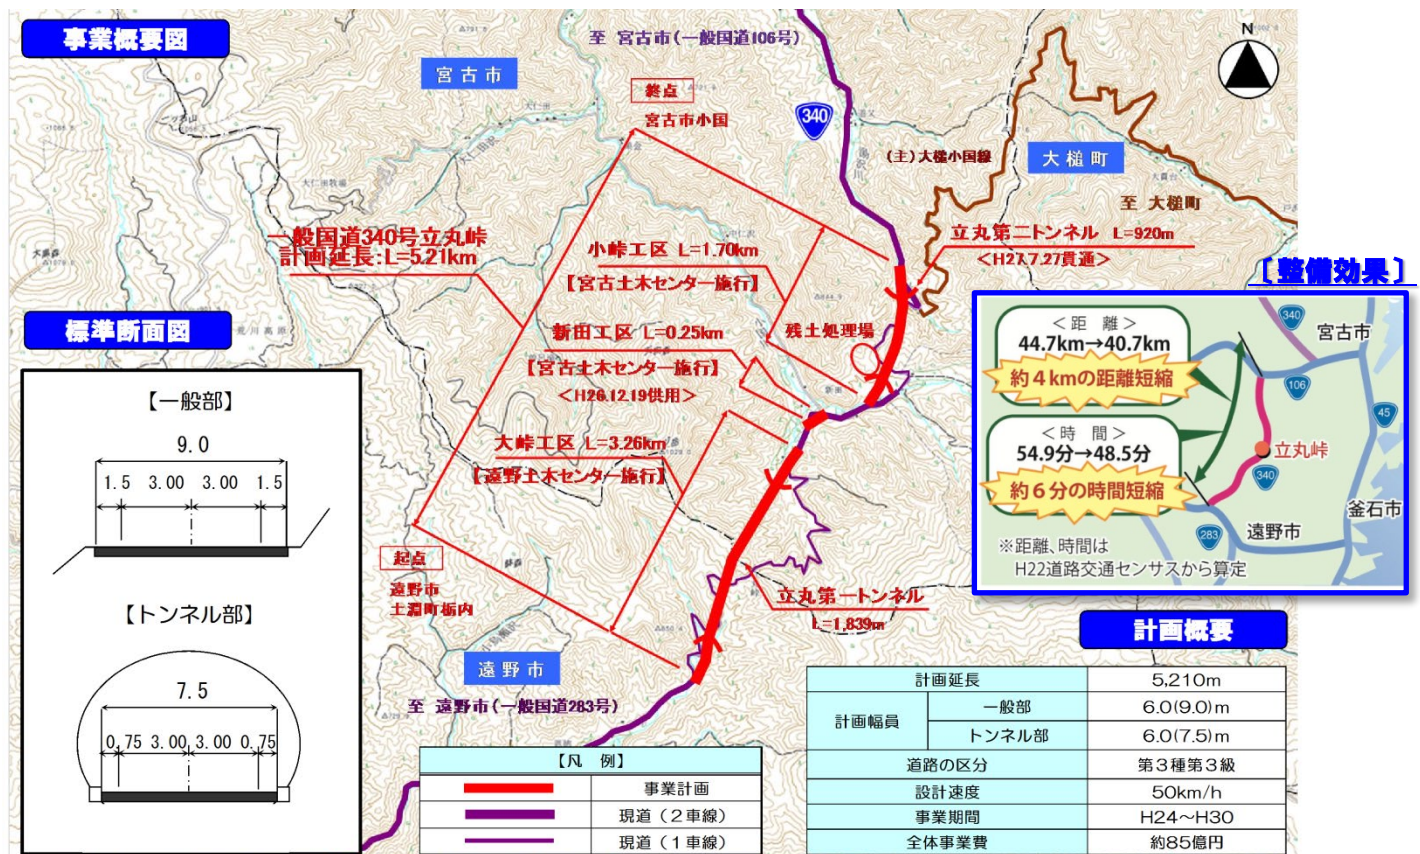 事業概要図
至 宮古市(一般国道106号)
N
宮古市
終点
宮古市小国
340
(主)大槌小国線
大槌町
至 大槌町
一般国道340号立丸峠
計画延長:L=5.21km
小峠工区 L=1.70km
【宮古土木センター施行】
立丸第二トンネル L=920m
<H27.7.27貫通>
新田工区 L=0.25km
【宮古土木センター施行】
<H26.12.19供用>
残土処理場
大峠工区 L=3.26km
【遠野土木センター施行】
起点
遠野市
土淵町栃内
立丸第一トンネル
L=1,839m
遠野市
至 遠野市(一般国道283号)
標準断面図
【一般部】
9.0
1.5 3.00 3.00 1.5
【トンネル部】
7.5
0.75 3.00 3.00 0.75
【凡 例】
事業計画
現道(2車線)
現道(1車線)
[整備効果]
<距 離>
44.7km→40.7km
約4kmの距離短縮
<時 間>
54.9分→48.5分
約6分の時間短縮
※距離、時間は
H22道路交通センサスから算定
340
宮古市
106
45
立丸峠
340
釜石市
283
遠野市
計画概要
計画延長 5,210m
計画幅員 一般部 6.0(9.0)m
トンネル部 6.0(7.5)m
道路の区分 第3種第3級
設計速度 50km/h
事業期間 H24〜H30
全体事業費 約85億円